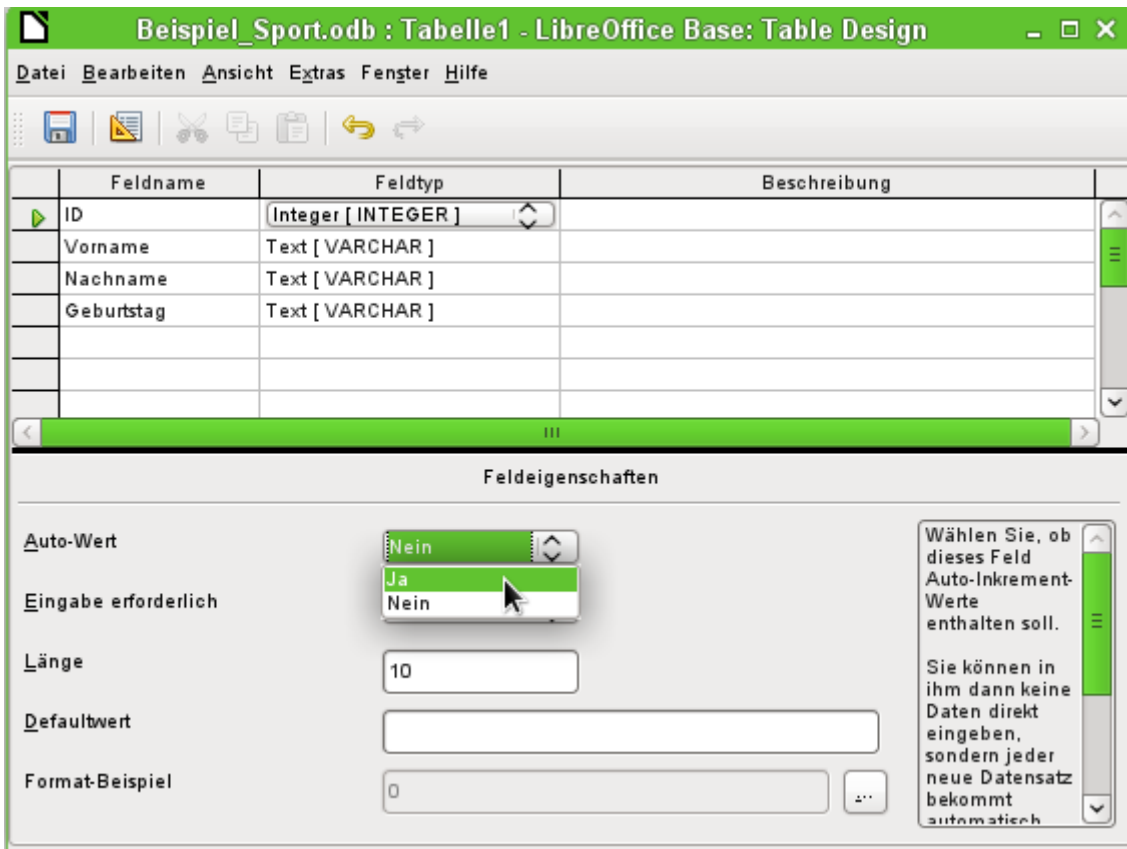 Beispiel_Sport.odb : Tabelle1 - LibreOffice Base: Table Design
Datei Bearbeiten Ansicht Extras Fenster Hilfe
Feldname Feldtyp Beschreibung
ID Integer [ INTEGER ]
Vorname Text [ VARCHAR ]
Nachname Text [ VARCHAR ]
Geburtstag Text [ VARCHAR ]
Feldeigenschaften
Auto-Wert Nein
Ja
Nein
Eingabe erforderlich
Länge 10
Defaultwert
Format-Beispiel 0 ...
Wählen Sie, ob
dieses Feld
Auto-Inkrement-
Werte
enthalten soll.
Sie können in
ihm dann keine
Daten direkt
eingeben,
sondern jeder
neue Datensatz
bekommt
automatisch